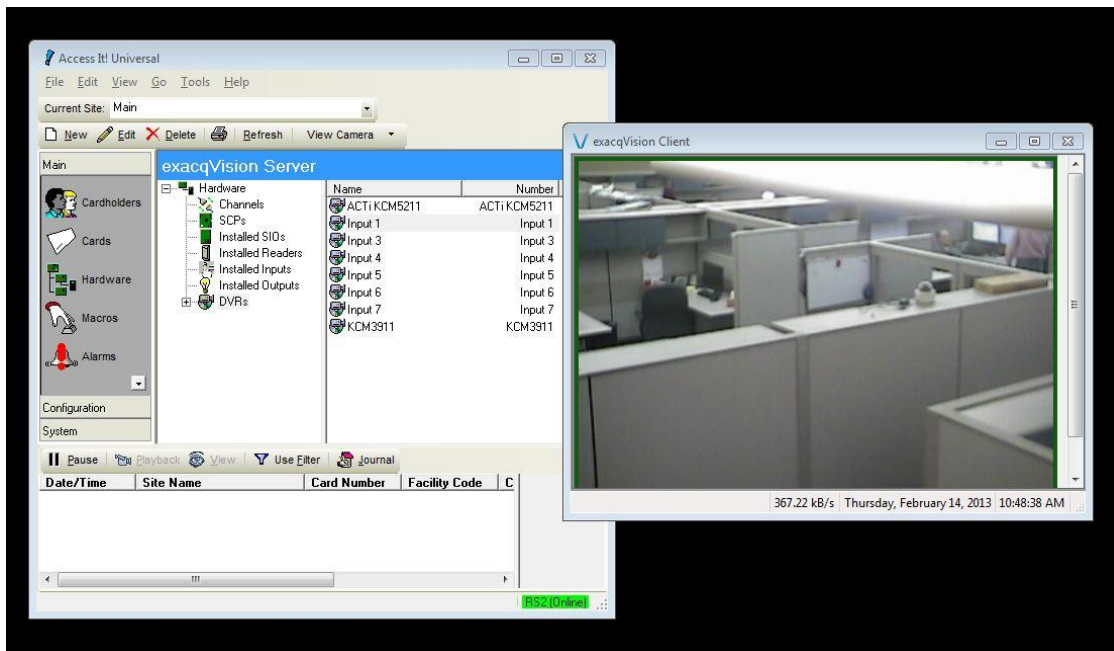 Access It! Universal
File Edit View Go Tools Help
Current Site: Main
New Edit Delete Refresh View Camera
Main
Cardholders
Cards
Hardware
Macros
Alarms
Configuration
System
exacqVision Server
Hardware
Channels
SCPs
Installed SIOs
Installed Readers
Installed Inputs
Installed Outputs
DVRs
Name Number
ACTi KCM5211 ACTi KCM5211
Input 1 Input 1
Input 3 Input 3
Input 4 Input 4
Input 5 Input 5
Input 6 Input 6
Input 7 Input 7
KCM3911 KCM3911
Pause Playback View Use Filter Journal
Date/Time Site Name Card Number Facility Code C
RS2 (Online)
exacqVision Client
367.22 kB/s Thursday, February 14, 2013 10:48:38 AM